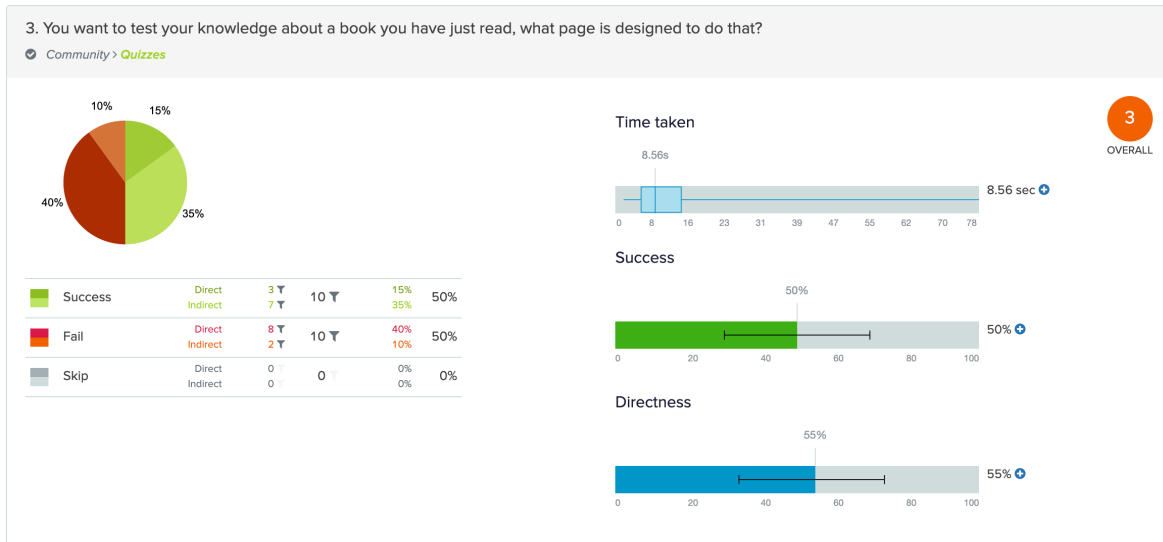 3. You want to test your knowledge about a book you have just read, what page is designed to do that?
Community > Quizzes
10%
15%
40%
35%
Success Direct 3 10 15% 50%
Indirect 7 35%
Fail Direct 8 10 40% 50%
Indirect 2 10%
Skip Direct 0 0 0% 0%
Indirect 0 0%
Time taken
8.56s
8.56 sec
0 8 16 23 31 39 47 55 62 70 78
Success
50%
50%
0 20 40 60 80 100
Directness
55%
55%
0 20 40 60 80 100
3
OVERALL